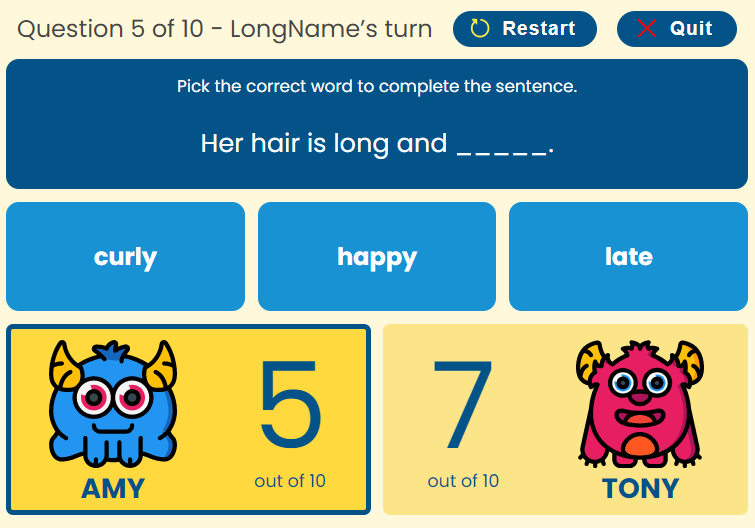 Question 5 of 10 - LongName’s turn
Restart
Quit
Pick the correct word to complete the sentence.
Her hair is long and _____.
curly
happy
late
5
out of 10
AMY
7
out of 10
TONY